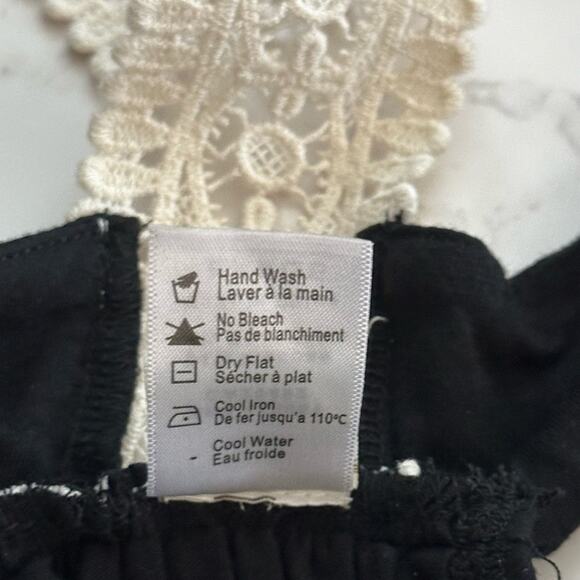 Hand Wash
Laver à la main
No Bleach
Pas de blanchiment
Dry Flat
Sécher à plat
Cool Iron
De fer jusqu'a 110°C
Cool Water
- Eau froide